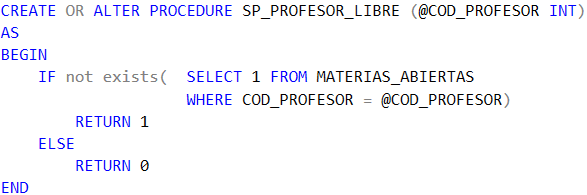 CREATE OR ALTER PROCEDURE SP_PROFESOR_LIBRE (@COD_PROFESOR INT)
AS
BEGIN
    IF not exists(  SELECT 1 FROM MATERIAS_ABIERTAS
                    WHERE COD_PROFESOR = @COD_PROFESOR)
        RETURN 1
    ELSE
        RETURN 0
END